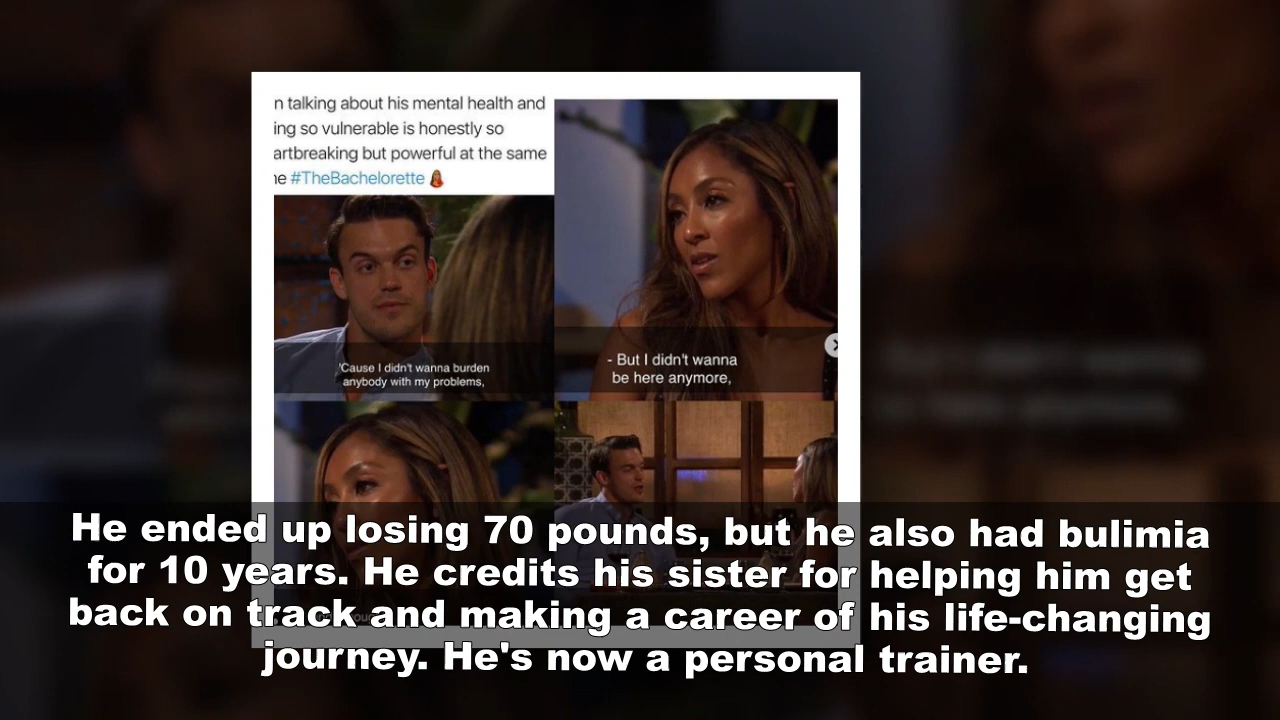 n talking about his mental health and
ing so vulnerable is honestly so
artbreaking but powerful at the same
ne #TheBachelorette
'Cause I didn't wanna burden
anybody with my problems,
- But I didn't wanna
be here anymore,
He ended up losing 70 pounds, but he also had bulimia
for 10 years. He credits his sister for helping him get
back on track and making a career of his life-changing
journey. He's now a personal trainer.